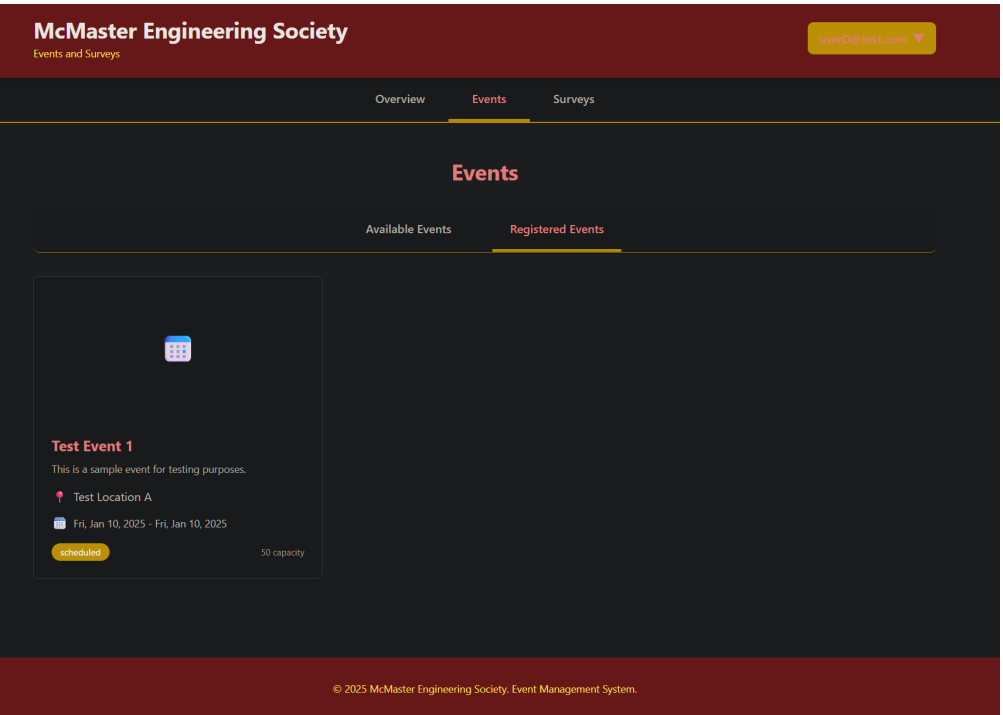 McMaster Engineering Society
Events and Surveys
user0@test.com ▼
Overview Events Surveys
Events
Available Events Registered Events
Test Event 1
This is a sample event for testing purposes.
Test Location A
Fri, Jan 10, 2025 - Fri, Jan 10, 2025
scheduled 50 capacity
© 2025 McMaster Engineering Society. Event Management System.